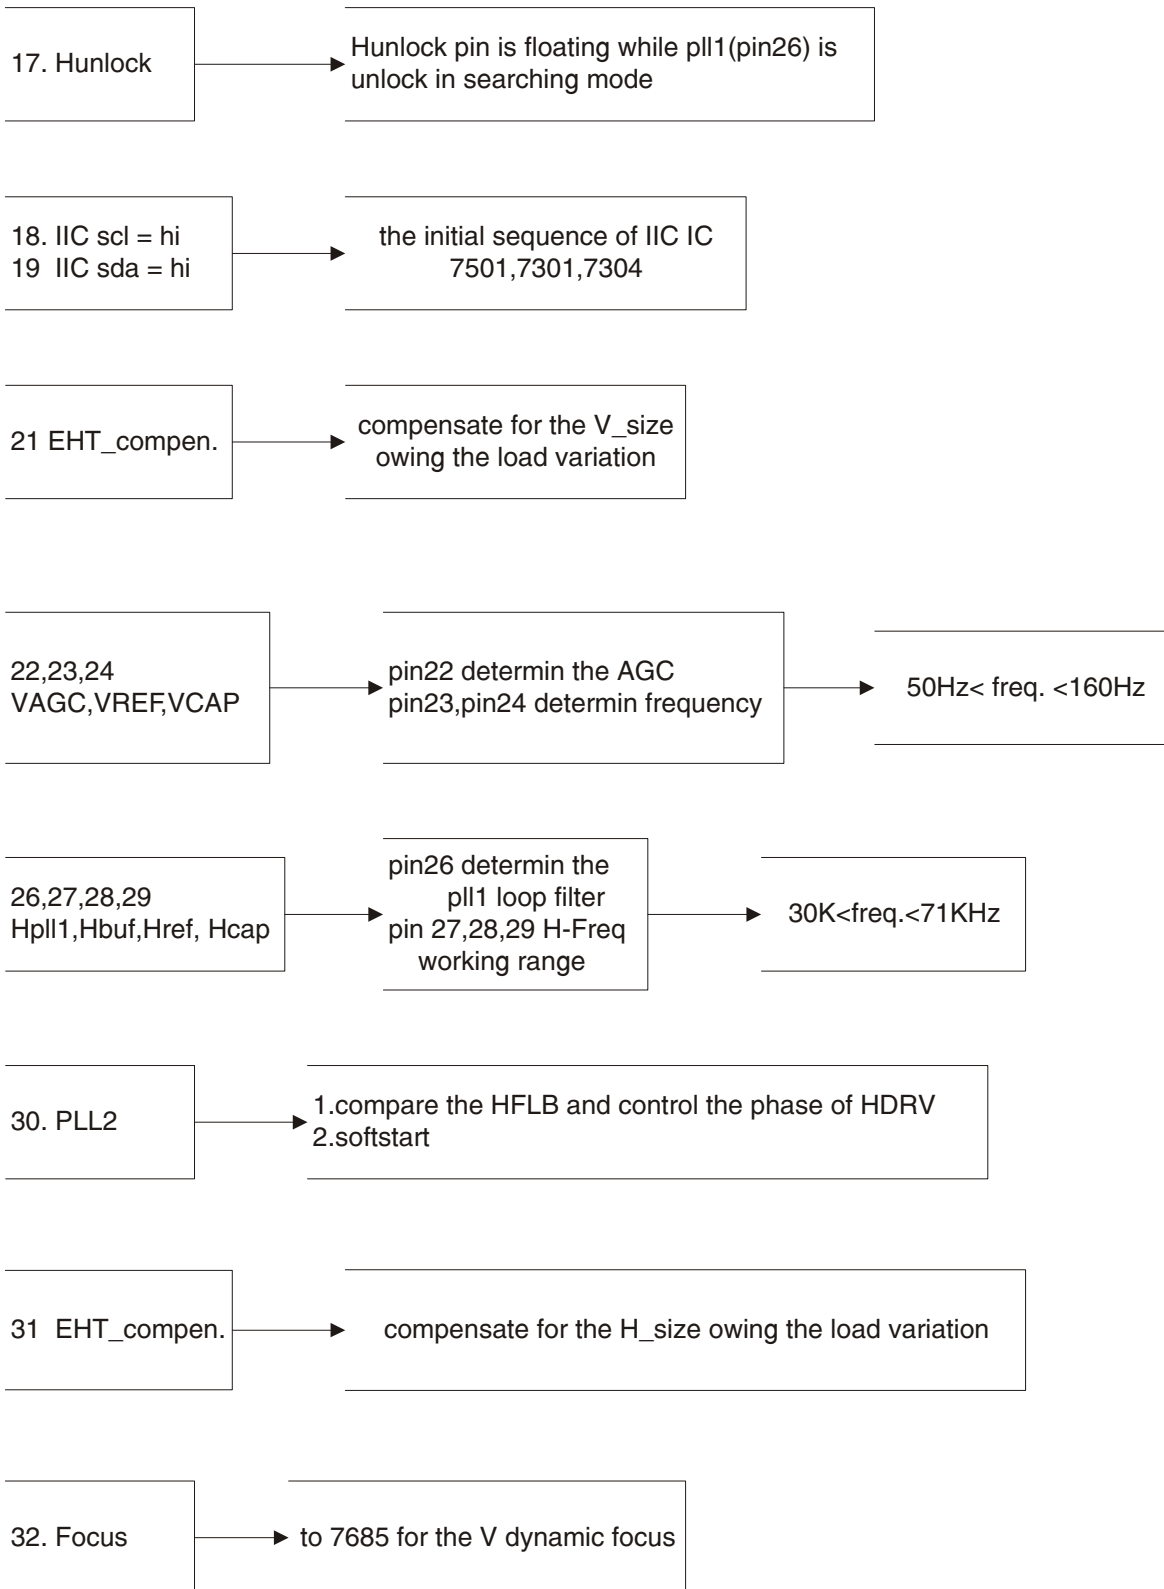 17. Hunlock
Hunlock pin is floating while pll1(pin26) is
unlock in searching mode
18. IIC scl = hi
19 IIC sda = hi
the initial sequence of IIC IC
7501,7301,7304
21 EHT_compen.
compensate for the V_size
owing the load variation
22,23,24
VAGC,VREF,VCAP
pin22 determin the AGC
pin23,pin24 determin frequency
50Hz< freq. <160Hz
26,27,28,29
Hpll1,Hbuf,Href, Hcap
pin26 determin the
pll1 loop filter
pin 27,28,29 H-Freq
working range
30K<freq.<71KHz
30. PLL2
1.compare the HFLB and control the phase of HDRV
2.softstart
31 EHT_compen.
compensate for the H_size owing the load variation
32. Focus
to 7685 for the V dynamic focus